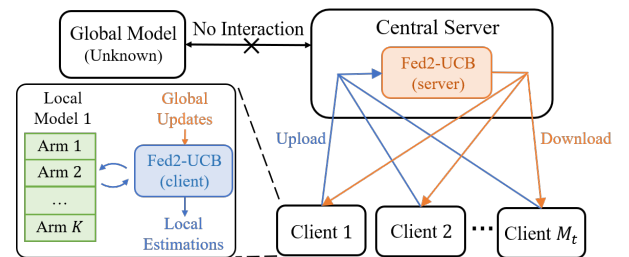 Global Model
(Unknown)
No Interaction
Central Server
Fed2-UCB
(server)
Local
Model 1
Arm 1
Arm 2
...
Arm K
Global
Updates
Fed2-UCB
(client)
Local
Estimations
Upload
Download
Client 1
Client 2
...
Client M_t